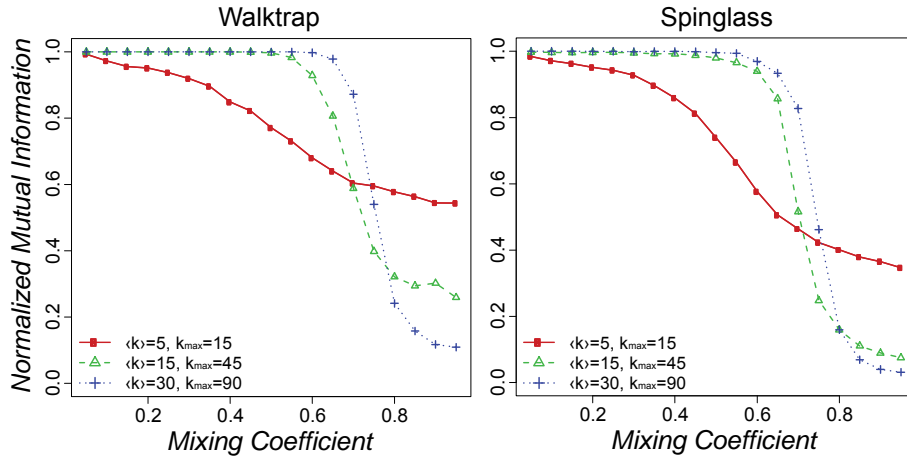 Walktrap
Spinglass
Normalized Mutual Information
1.0
0.8
0.6
0.4
0.2
0.0
‹k›=5, kmax=15
‹k›=15, kmax=45
‹k›=30, kmax=90
0.2
0.4
0.6
0.8
Mixing Coefficient
1.0
0.8
0.6
0.4
0.2
0.0
‹k›=5, kmax=15
‹k›=15, kmax=45
‹k›=30, kmax=90
0.2
0.4
0.6
0.8
Mixing Coefficient